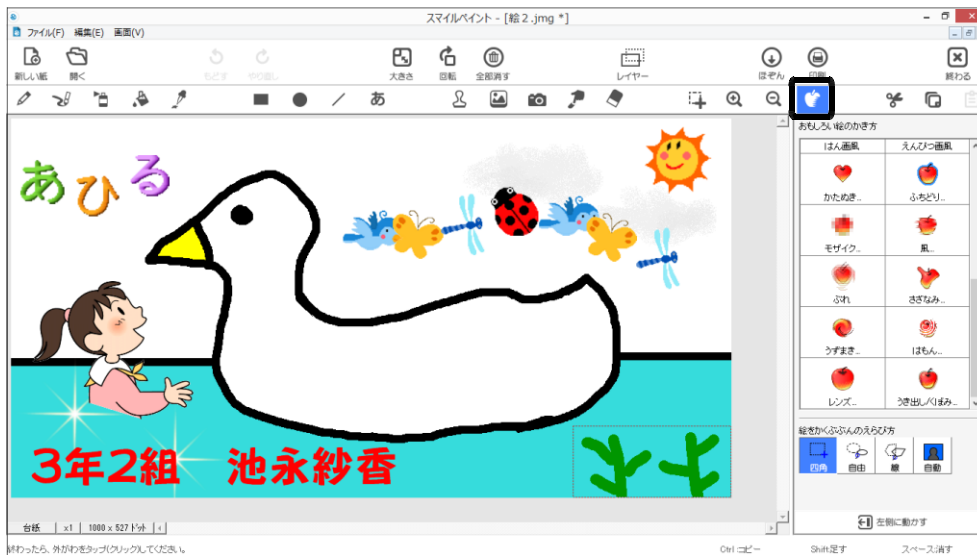 スマイルペイント - [絵２.jmg *]
ファイル(F) 編集(E) 画面(V)
新しい紙 開く もどす やり直し 大きさ 回転 全部消す レイヤー ほぞん 印刷 終わる
あ
おもしろい絵のかき方
はん画風 えんぴつ画風
かたぬき... ふちどり...
モザイク... 風...
ぶれ さざなみ...
うずまき... はもん...
レンズ... うき出し/くぼみ...
絵をかくぶぶんのえらび方
四角 自由 線 自動
左側に動かす
あひる
3年2組 池永紗香
台紙 x1 1000 x 527 ドット
終わったら、外がわをタップ(クリック)してください。 Ctrl:コピー Shift:足す スペース:消す